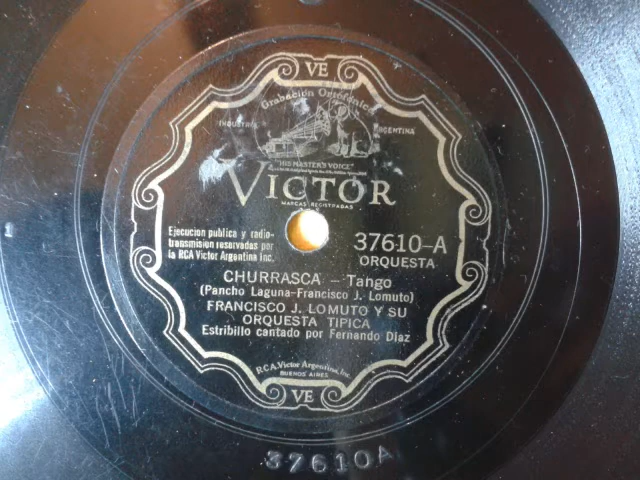 VE
Grabación Ortofónica
INDUSTRIA ARGENTINA
"HIS MASTER'S VOICE"
VICTOR
MARCAS REGISTRADAS
Ejecucion publica y radio-
transmision reservadas por
la RCA Victor Argentina Inc.
37610-A
ORQUESTA
CHURRASCA - Tango
(Pancho Laguna-Francisco J. Lomuto)
FRANCISCO J. LOMUTO Y SU
ORQUESTA TIPICA
Estribillo cantado por Fernando Diaz
R.C.A. Victor Argentina, Inc.
BUENOS AIRES
VE
37610A